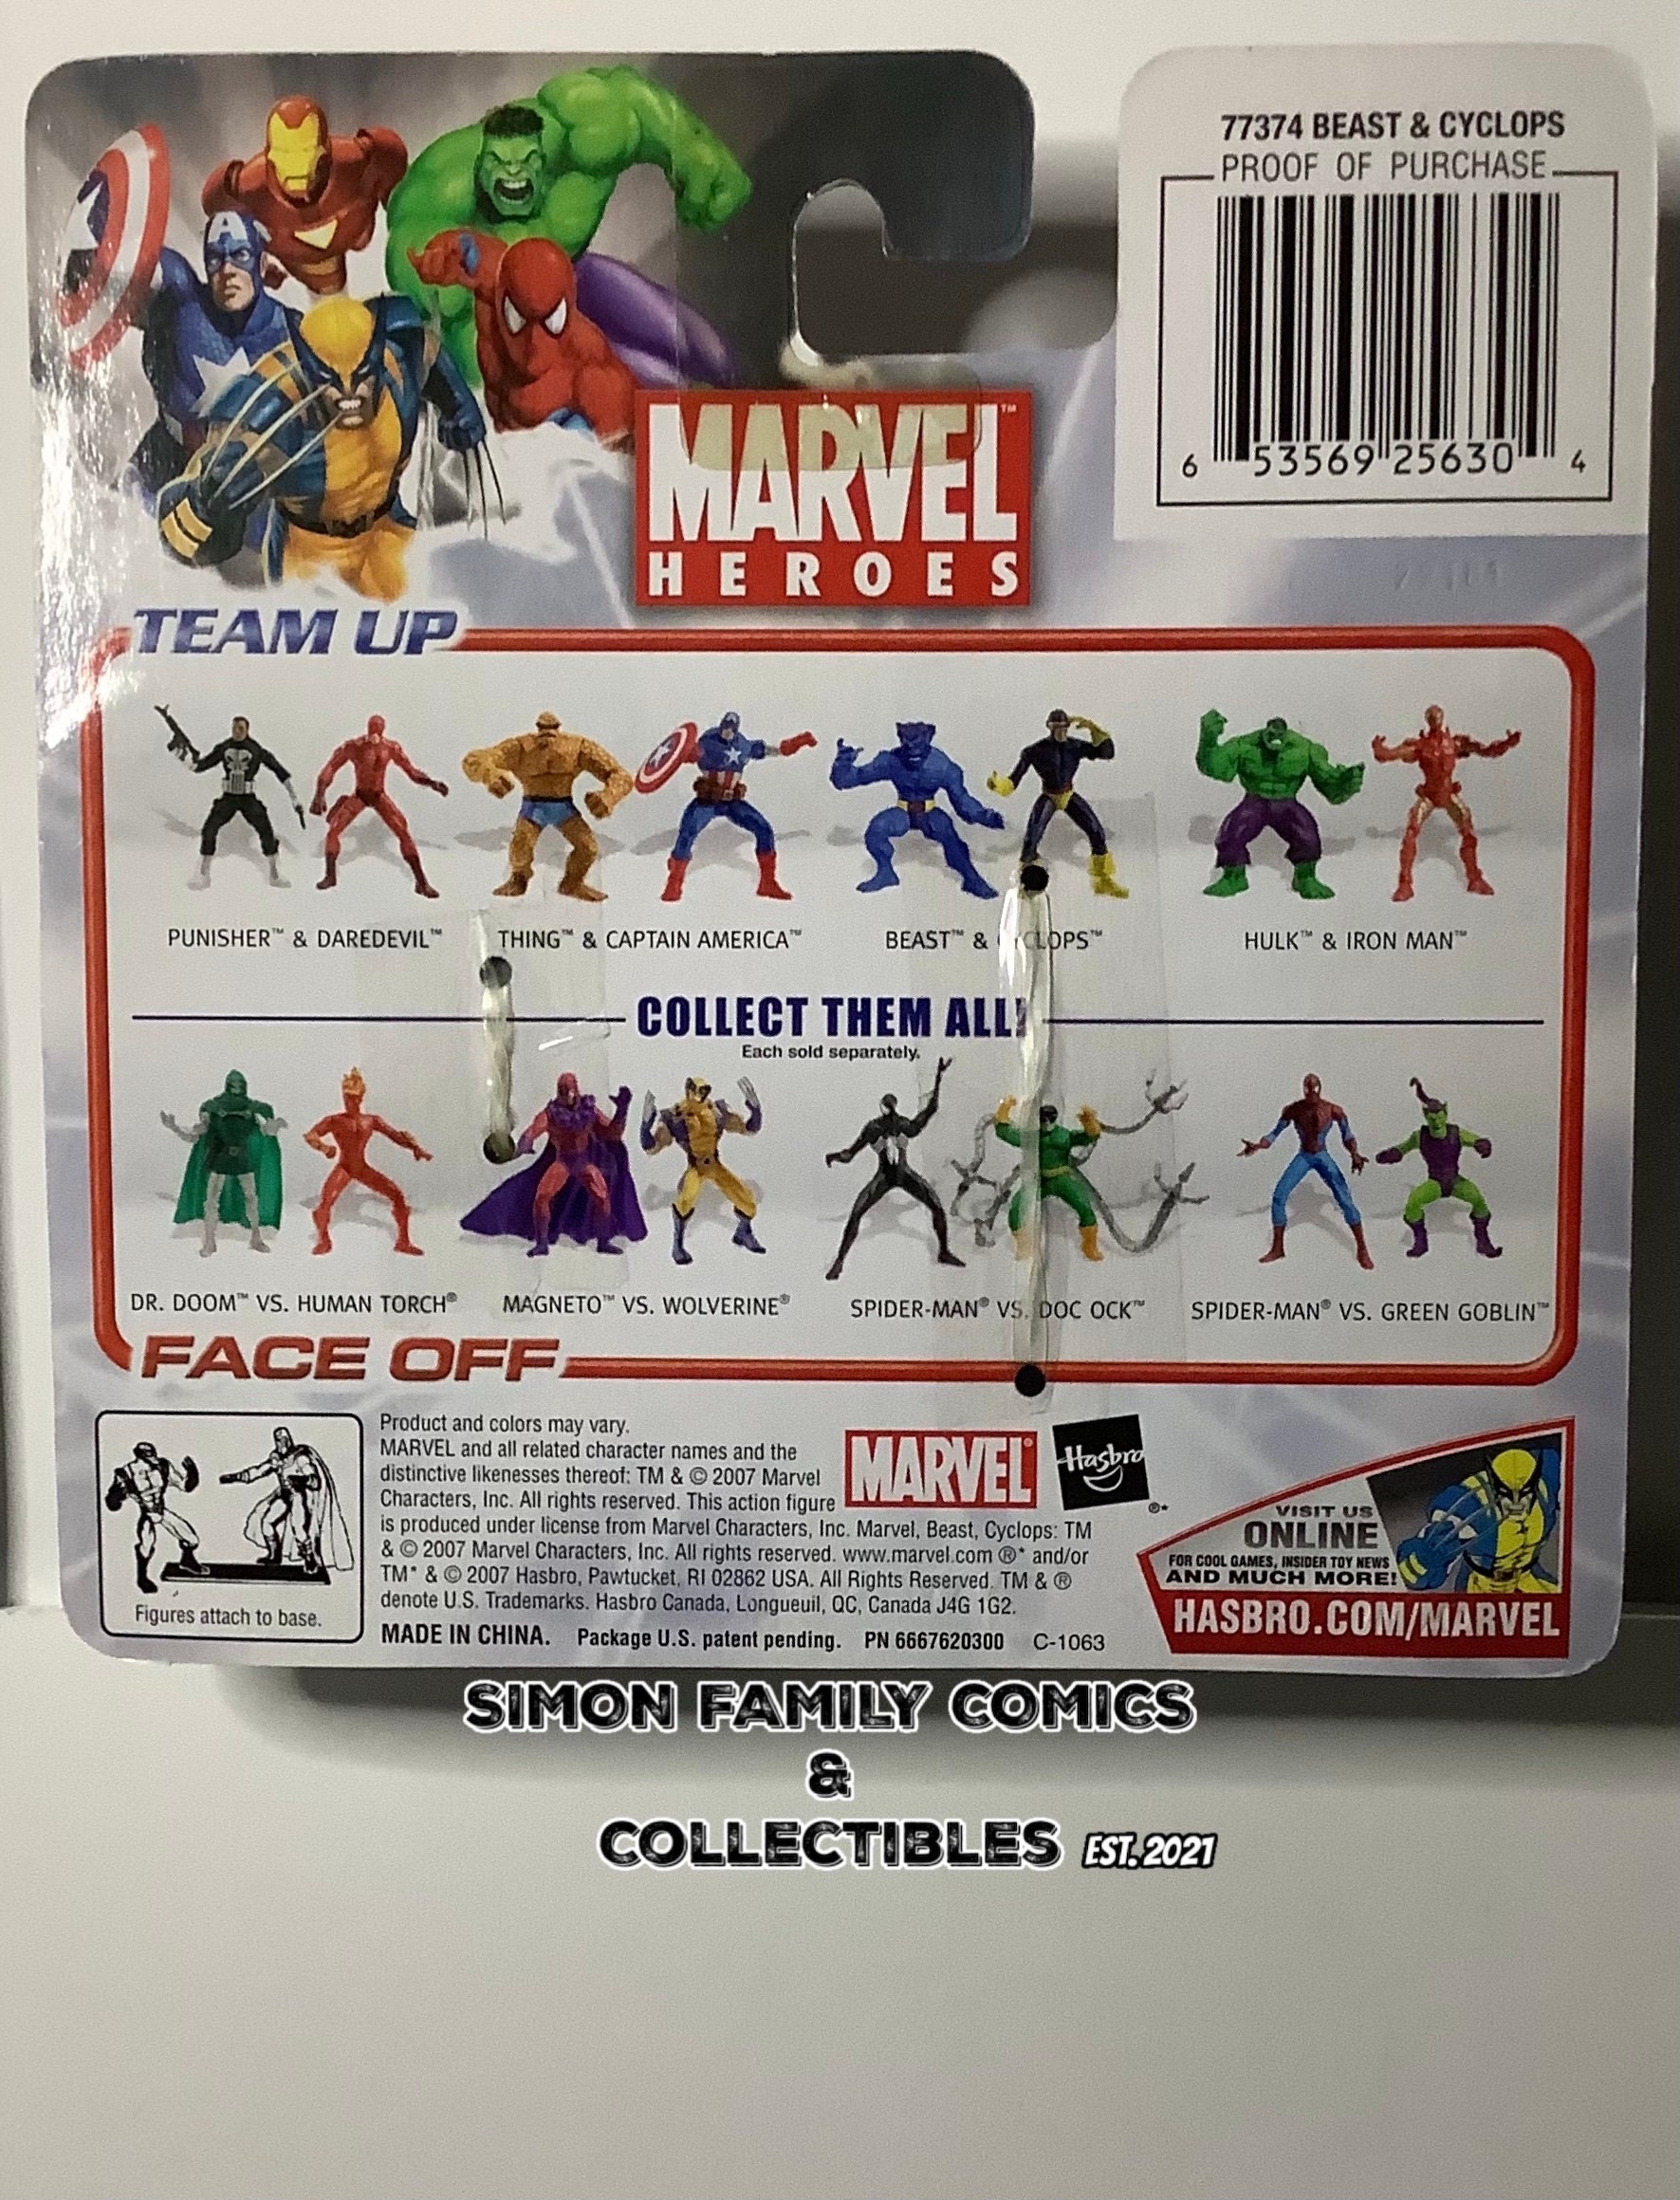 77374 BEAST & CYCLOPS
PROOF OF PURCHASE
6 53569 25630 4
A
MARVEL™
HEROES
TEAM UP
PUNISHER™ & DAREDEVIL™
THING™ & CAPTAIN AMERICA™
BEAST™ & CYCLOPS™
HULK™ & IRON MAN™
COLLECT THEM ALL!
Each sold separately.
DR. DOOM™ VS. HUMAN TORCH®
MAGNETO™ VS. WOLVERINE®
SPIDER-MAN® VS. DOC OCK™
SPIDER-MAN® VS. GREEN GOBLIN™
FACE OFF
Figures attach to base.
Product and colors may vary.
MARVEL and all related character names and the
distinctive likenesses thereof: TM & © 2007 Marvel
Characters, Inc. All rights reserved. This action figure
is produced under license from Marvel Characters, Inc. Marvel, Beast, Cyclops: TM
& © 2007 Marvel Characters, Inc. All rights reserved. www.marvel.com ®* and/or
TM* & © 2007 Hasbro, Pawtucket, RI 02862 USA. All Rights Reserved. TM & ®
denote U.S. Trademarks. Hasbro Canada, Longueuil, QC, Canada J4G 1G2.
MADE IN CHINA. Package U.S. patent pending. PN 6667620300 C-1063
MARVEL®
Hasbro
®*
VISIT US
ONLINE
FOR COOL GAMES, INSIDER TOY NEWS
AND MUCH MORE!
HASBRO.COM/MARVEL
SIMON FAMILY COMICS
&
COLLECTIBLES EST. 2021